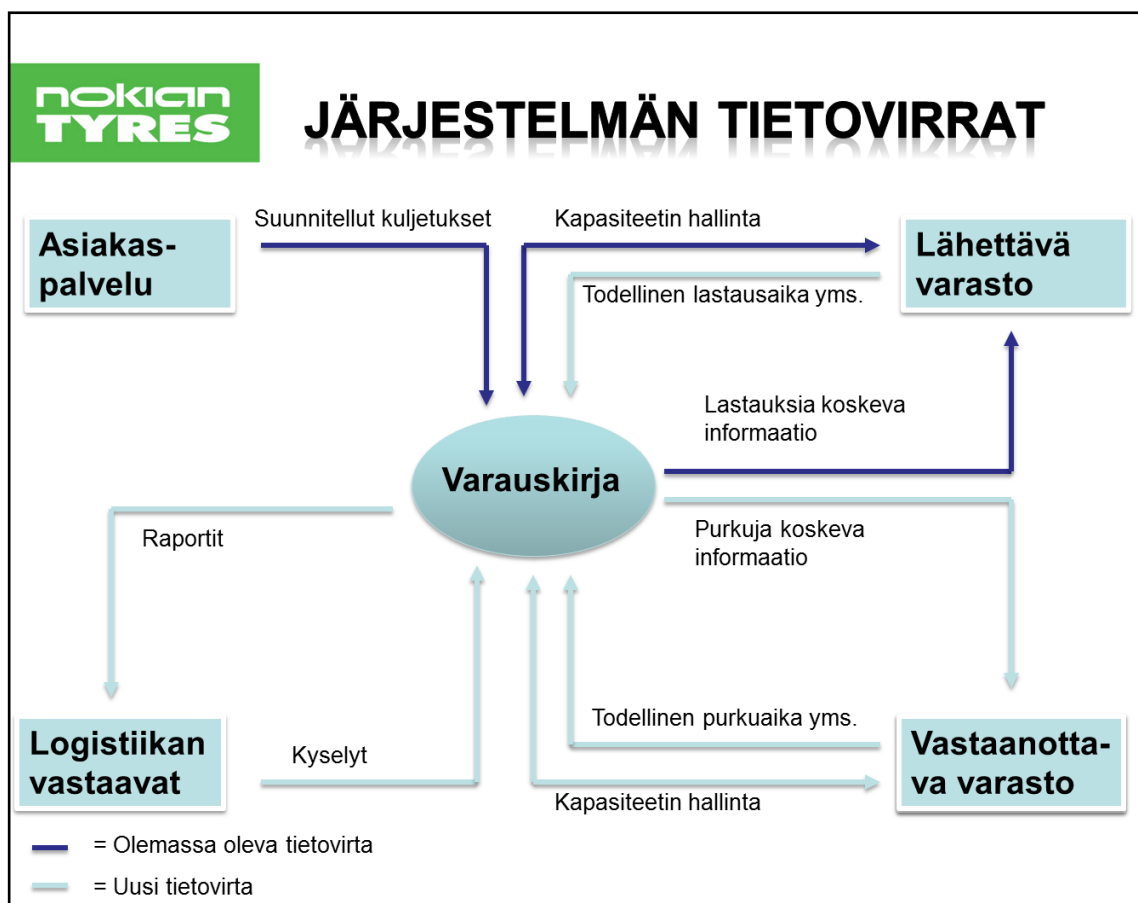 nokian
TYRES
JÄRJESTELMÄN TIETOVIRRAT
Suunnitellut kuljetukset
Kapasiteetin hallinta
Asiakas-
palvelu
Lähettävä
varasto
Todellinen lastausaika yms.
Lastauksia koskeva
informaatio
Varauskirja
Raportit
Purkuja koskeva
informaatio
Logistiikan
vastaavat
Kyselyt
Todellinen purkuaika yms.
Vastaanotta-
va varasto
Kapasiteetin hallinta
= Olemassa oleva tietovirta
= Uusi tietovirta